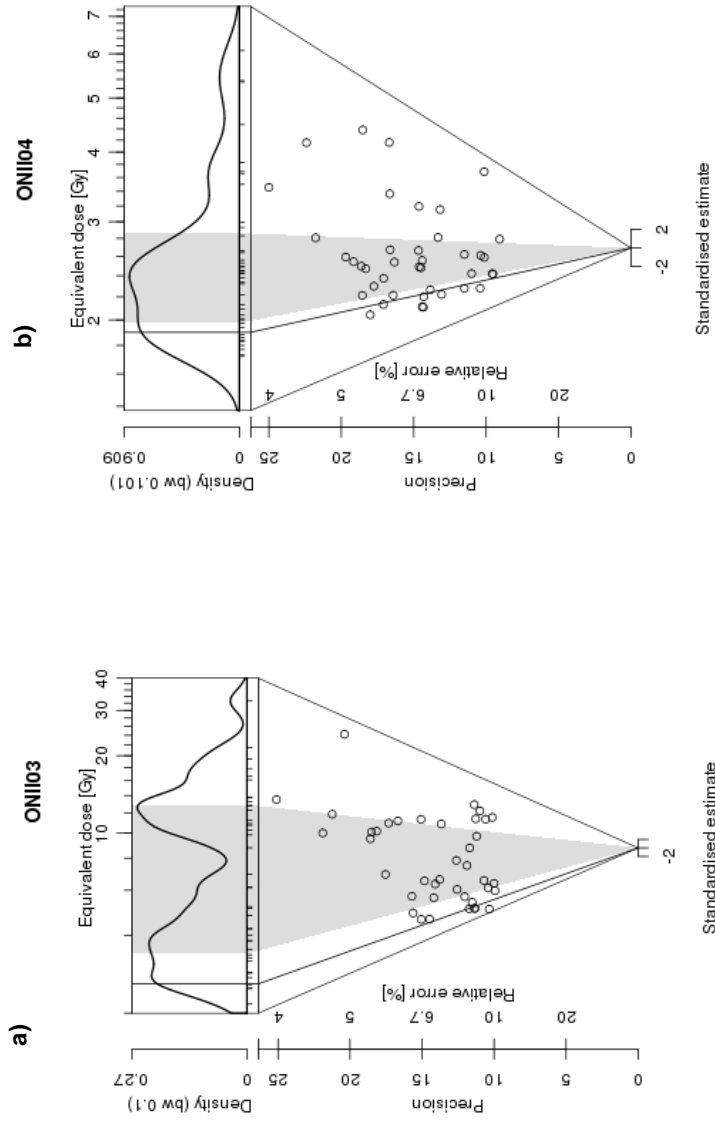 b)
ONII04
Equivalent dose [Gy]
2 3 4 5 6 7
Density (bw 0.101)
0 0.909
Relative error [%]
20 10 6.7 5 4
Precision
0 5 10 15 20 25
-2 2
Standardised estimate
a)
ONII03
Equivalent dose [Gy]
10 20 30 40
Density (bw 0.1)
0 0.27
Relative error [%]
20 10 6.7 5 4
Precision
0 5 10 15 20 25
-2
Standardised estimate